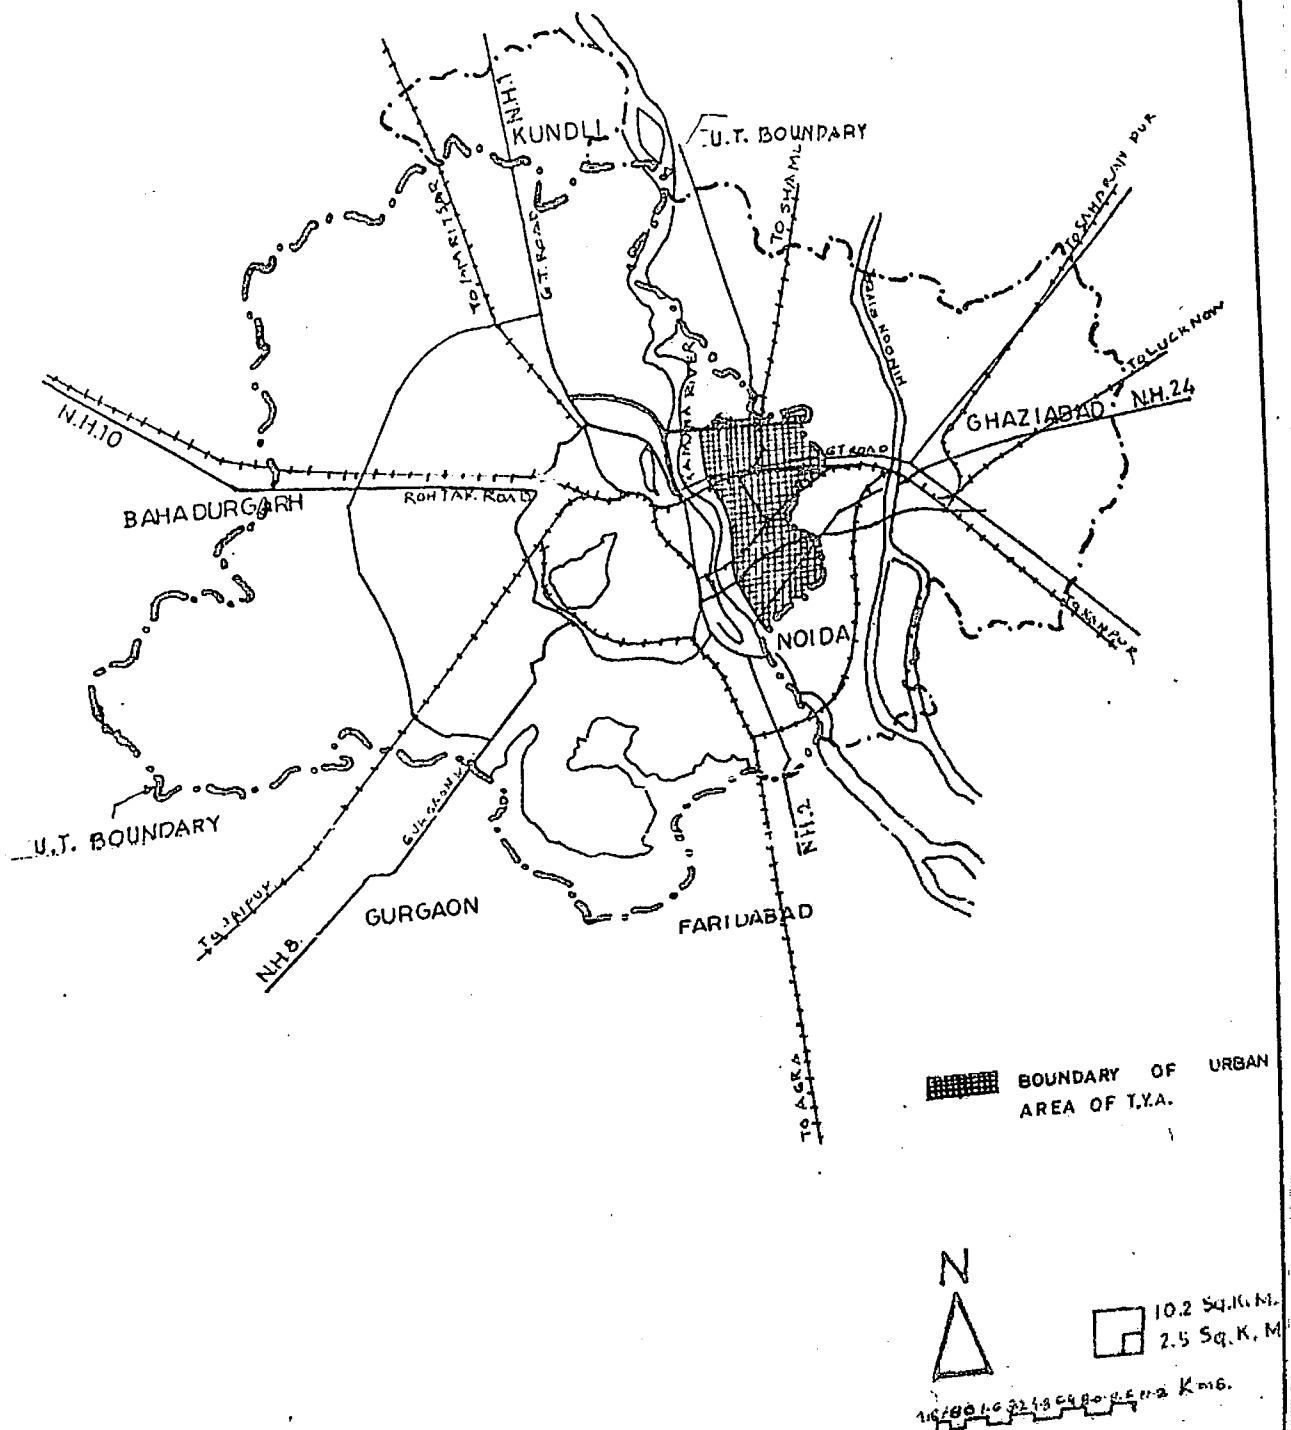 N.H.1
KUNDLI
U.T. BOUNDARY
TO SHAMLI
TO SAHARANPUR
TO AMRITSAR
G.T. ROAD
HINDON RIVER
TO LUCKNOW
YAMUNA RIVER
GHAZIABAD
N.H.24
N.H.10
G.T ROAD
BAHADURGARH
ROHTAK ROAD
TO KANPUR
NOIDA
U.T. BOUNDARY
N.H.2
GURGAON
FARIDABAD
TO JAIPUR
N.H.8.
TO AGRA
BOUNDARY OF URBAN
AREA OF T.Y.A.
N
10.2 Sq.K.M.
2.5 Sq.K.M
Kms.